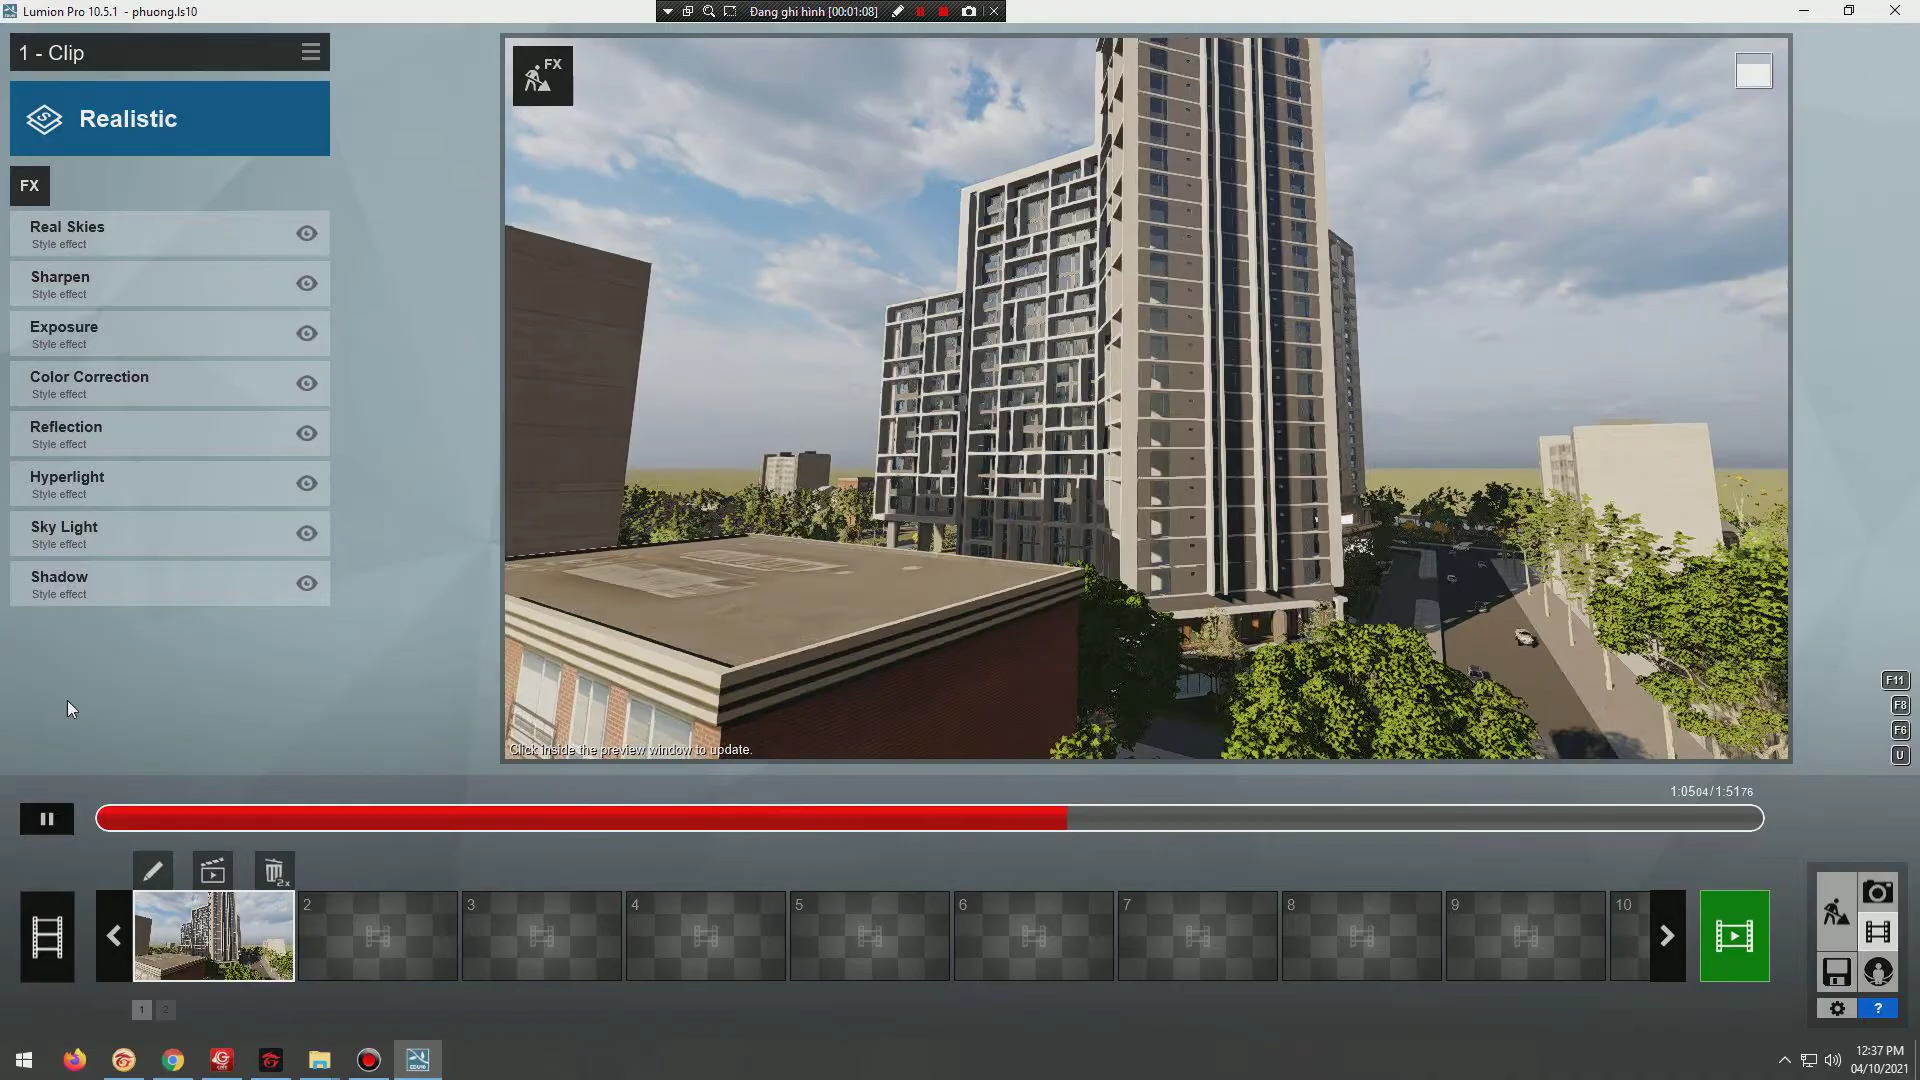 Lumion Pro 10.5.1 - phuong.ls10
Đang ghi hình [00:01:08]
1 - Clip
Realistic
FX
Real Skies
Style effect
Sharpen
Style effect
Exposure
Style effect
Color Correction
Style effect
Reflection
Style effect
Hyperlight
Style effect
Sky Light
Style effect
Shadow
Style effect
FX
Click inside the preview window to update.
F11
F8
F6
U
1:0504/1:5176
2x
2
3
4
5
6
7
8
9
10
1
2
?
12:37 PM
04/10/2021